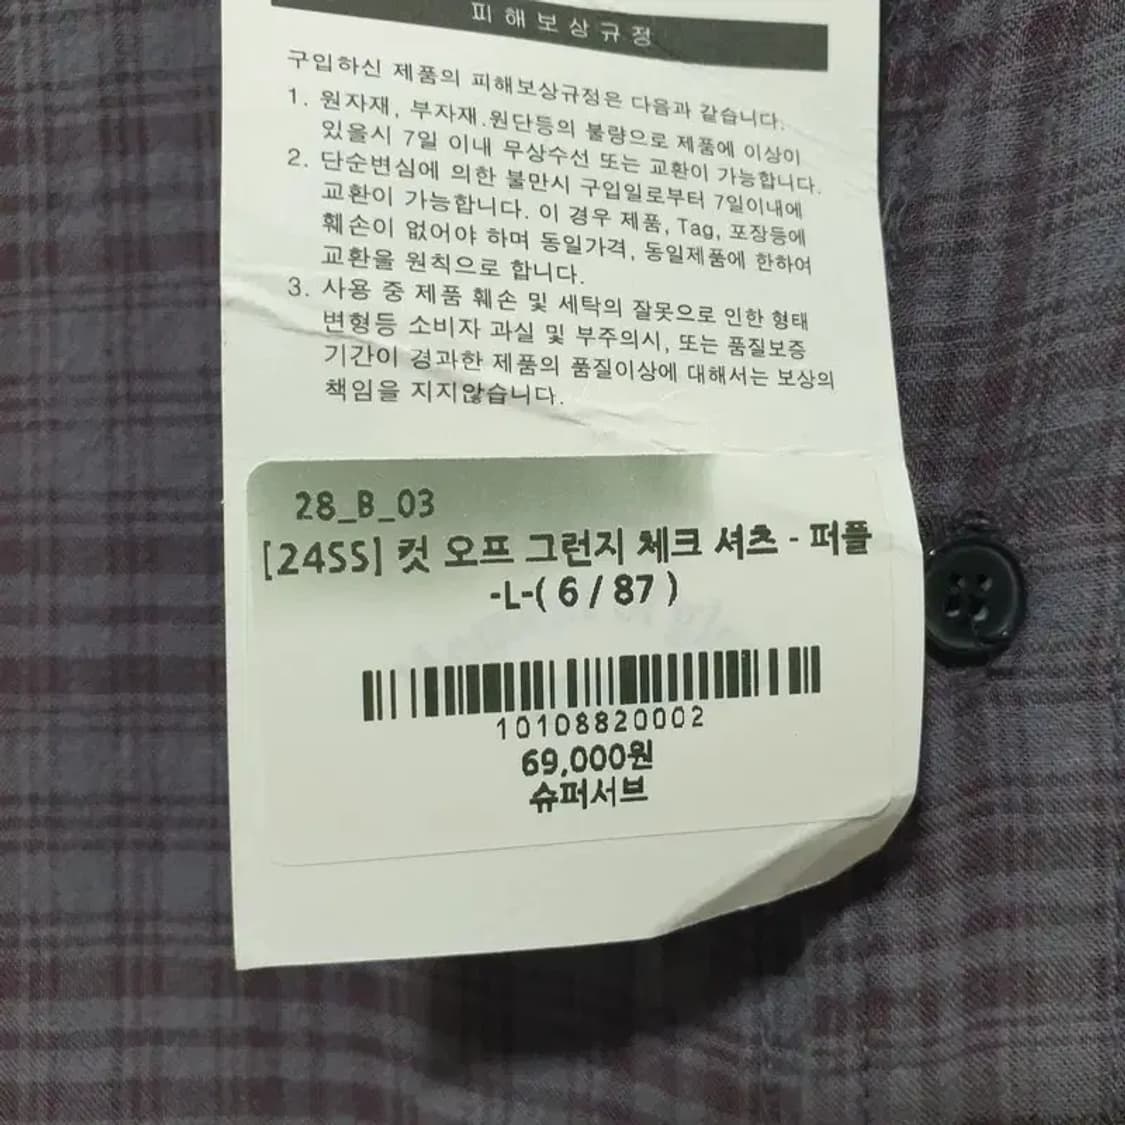 피해보상규정
구입하신 제품의 피해보상규정은 다음과 같습니다.
1. 원자재, 부자재.원단등의 불량으로 제품에 이상이
있을시 7일 이내 무상수선 또는 교환이 가능합니다.
2. 단순변심에 의한 불만시 구입일로부터 7일이내에
교환이 가능합니다. 이 경우 제품, Tag, 포장등에
훼손이 없어야 하며 동일가격, 동일제품에 한하여
교환을 원칙으로 합니다.
3. 사용 중 제품 훼손 및 세탁의 잘못으로 인한 형태
변형등 소비자 과실 및 부주의시, 또는 품질보증
기간이 경과한 제품의 품질이상에 대해서는 보상의
책임을 지지않습니다.
28_B_03
[24SS] 컷 오프 그런지 체크 셔츠 - 퍼플
-L-( 6 / 87 )
10108820002
69,000원
슈퍼서브